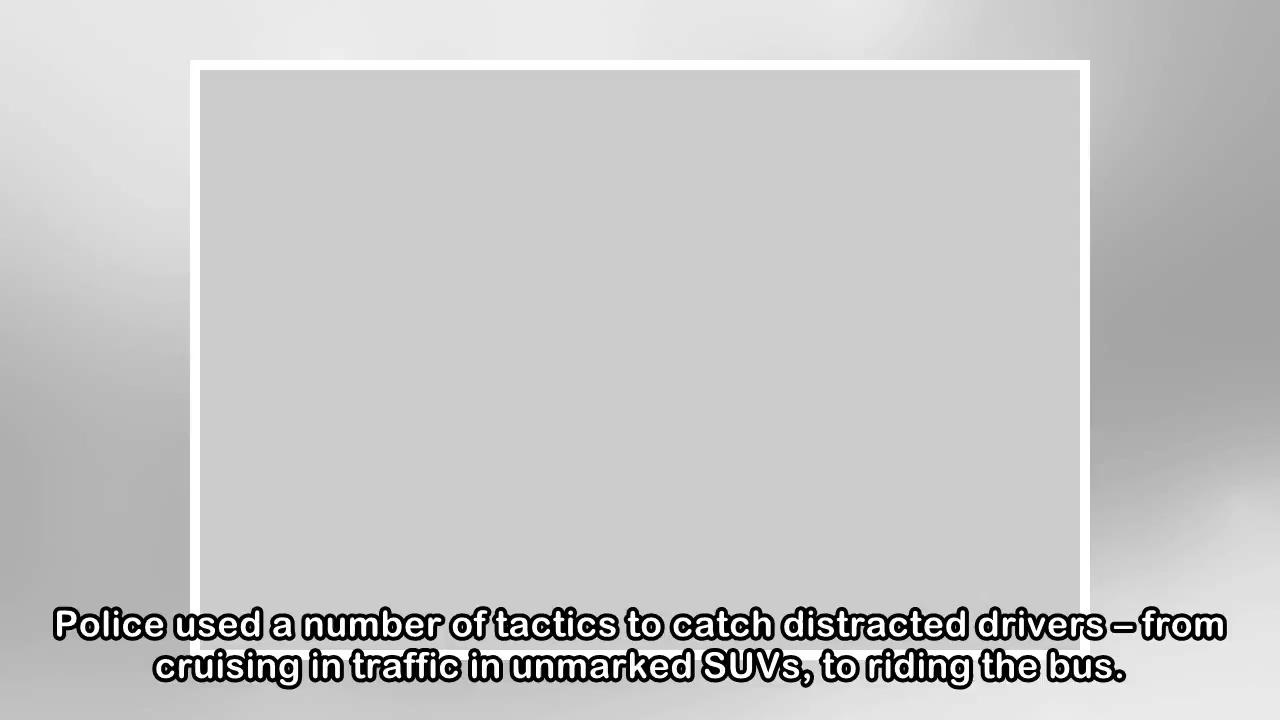 Police used a number of tactics to catch distracted drivers – from
cruising in traffic in unmarked SUVs, to riding the bus.